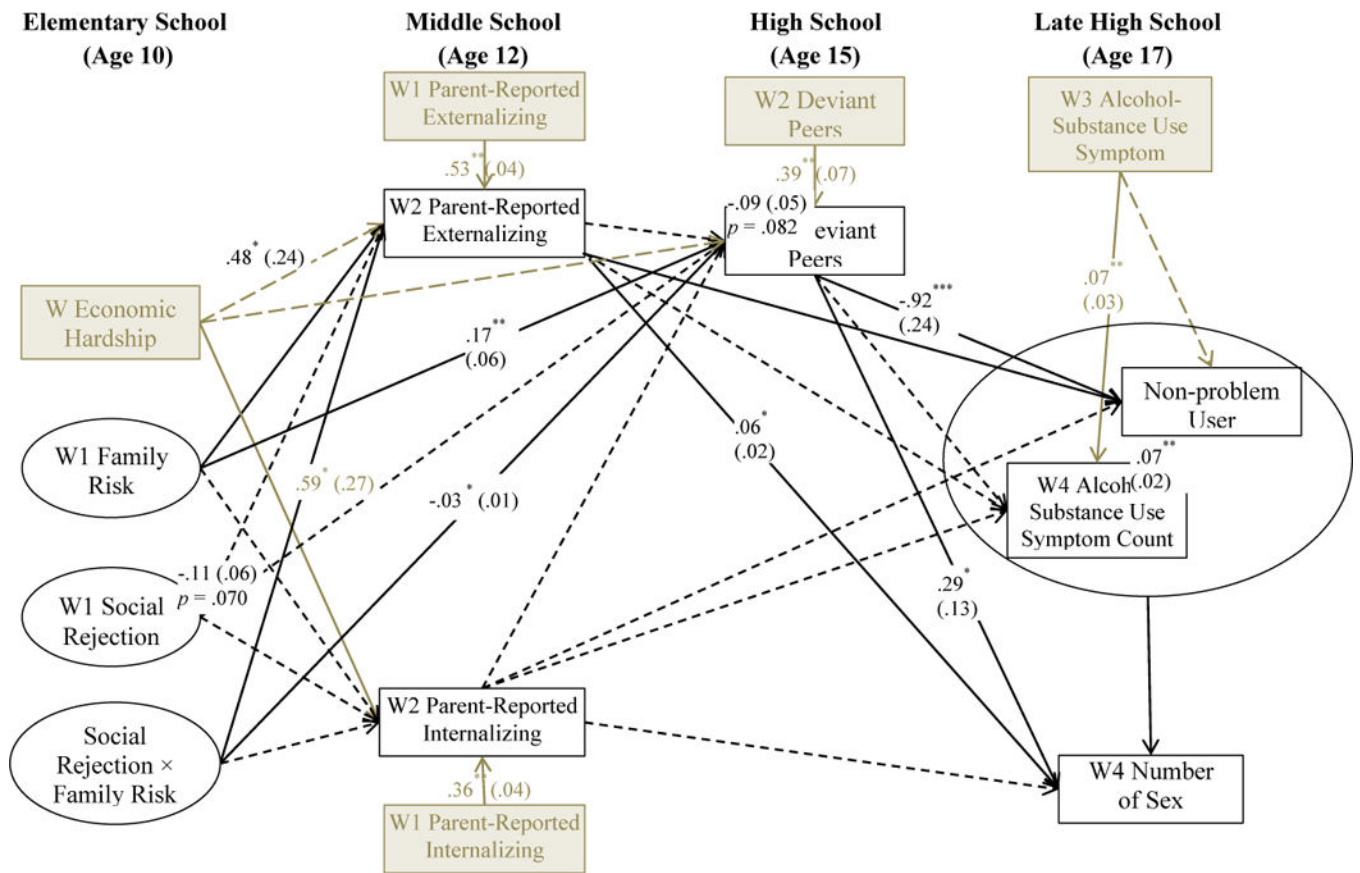 Elementary School
(Age 10)
Middle School
(Age 12)
High School
(Age 15)
Late High School
(Age 17)
W1 Parent-Reported
Externalizing
W2 Deviant
Peers
W3 Alcohol-
Substance Use
Symptom
.53** (.04)
.39** (.07)
W2 Parent-Reported
Externalizing
-.09 (.05)
p = .082
eviant
Peers
.48* (.24)
W Economic
Hardship
.07**
(.03)
-.92***
(.24)
.17**
(.06)
Non-problem
User
W1 Family
Risk
.59* (.27)
-.03* (.01)
.06*
(.02)
.07**
(.02)
W4 Alcoh
Substance Use
Symptom Count
-.11 (.06)
p = .070
W1 Social
Rejection
.29*
(.13)
W2 Parent-Reported
Internalizing
Social
Rejection ×
Family Risk
W4 Number
of Sex
.36** (.04)
W1 Parent-Reported
Internalizing